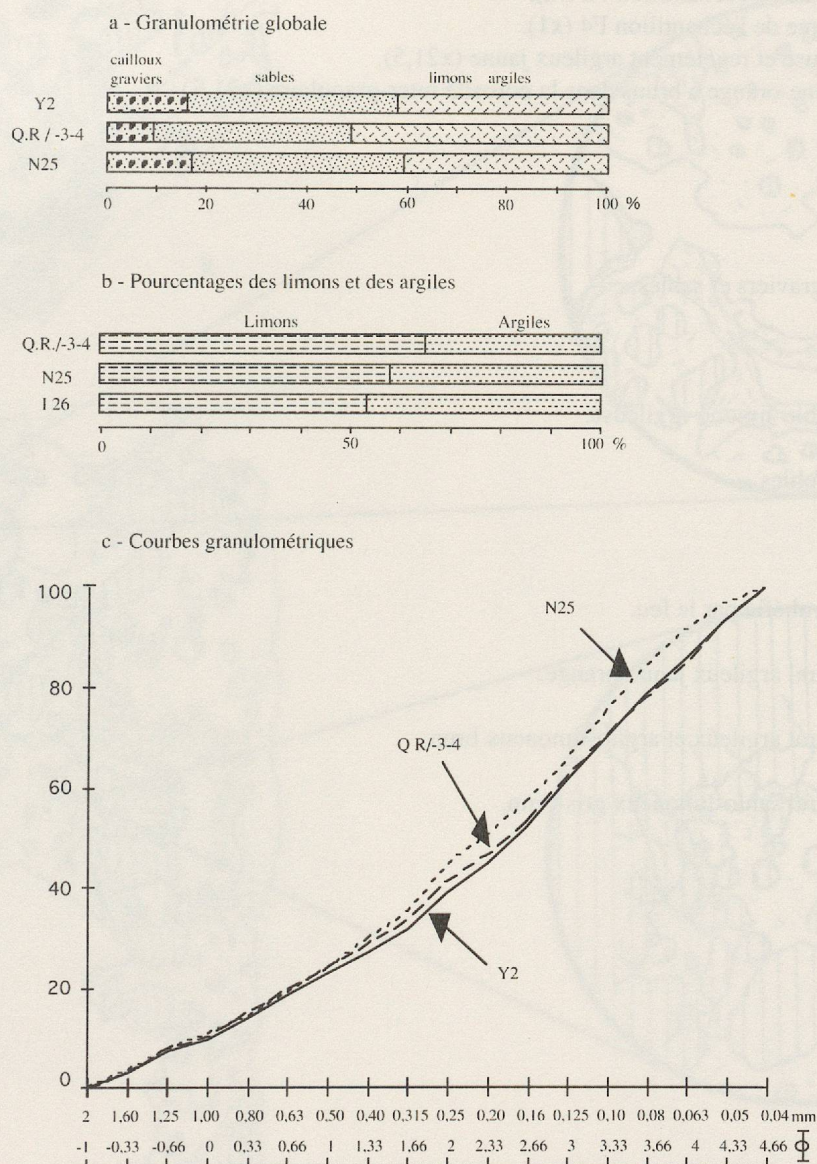 a - Granulométrie globale
cailloux
graviers sables limons argiles
Y2
Q.R / -3-4
N25
0 20 40 60 80 100 %
b - Pourcentages des limons et des argiles
Limons Argiles
Q.R./-3-4
N25
I 26
0 50 100 %
c - Courbes granulométriques
100
N25
80
Q R/-3-4
60
40
Y2
20
0
2 1,60 1,25 1,00 0,80 0,63 0,50 0,40 0,315 0,25 0,20 0,16 0,125 0,10 0,08 0,063 0,05 0,04 mm
-1 -0,33 -0,66 0 0,33 0,66 1 1,33 1,66 2 2,33 2,66 3 3,33 3,66 4 4,33 4,66 Φ